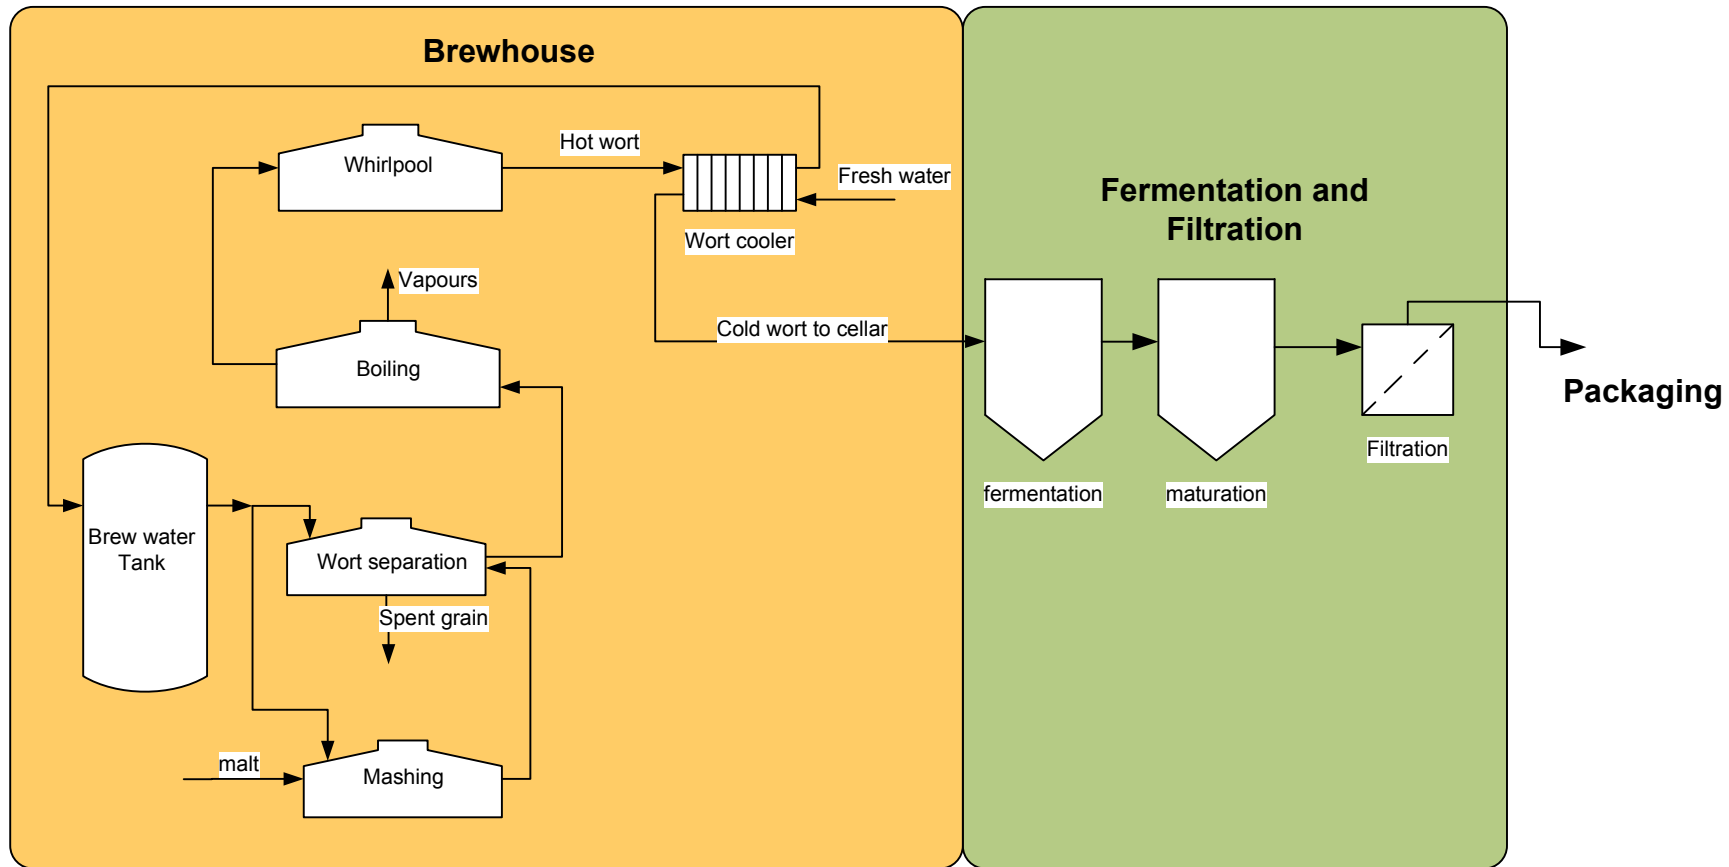 Brewhouse
Hot wort
Whirlpool
Fresh water
Wort cooler
Vapours
Cold wort to cellar
Boiling
Brew water
Tank
Wort separation
Spent grain
malt
Mashing
Fermentation and
Filtration
fermentation
maturation
Filtration
Packaging